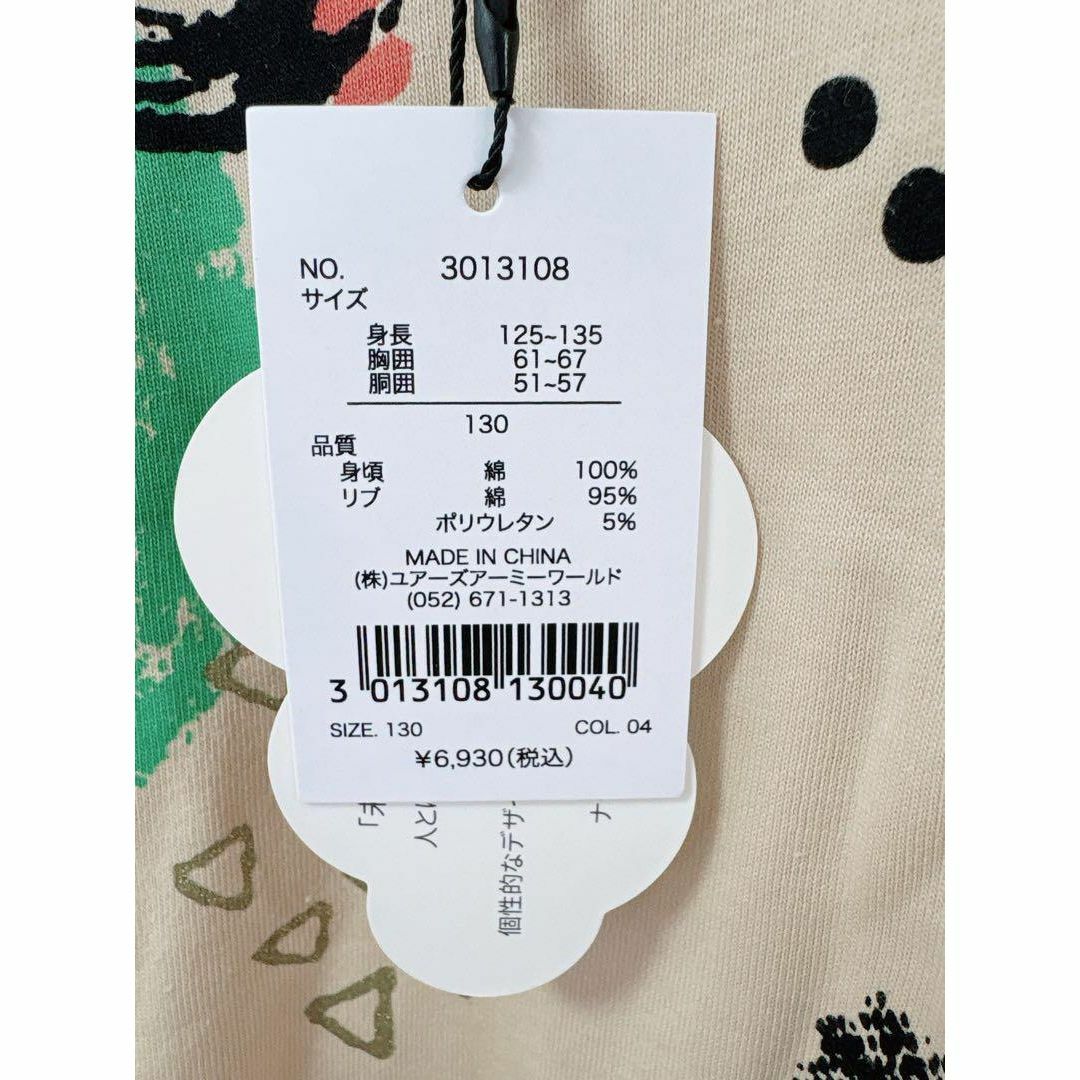 NO. 3013108
サイズ
身長 125~135
胸囲 61~67
胴囲 51~57
130
品質
身頃 綿 100%
リブ 綿 95%
ポリウレタン 5%
MADE IN CHINA
(株)ユアーズアーミーワールド
(052) 671-1313
3 013108 130040
SIZE. 130 COL. 04
¥6,930(税込)
ナ
個性的なデザ
人と